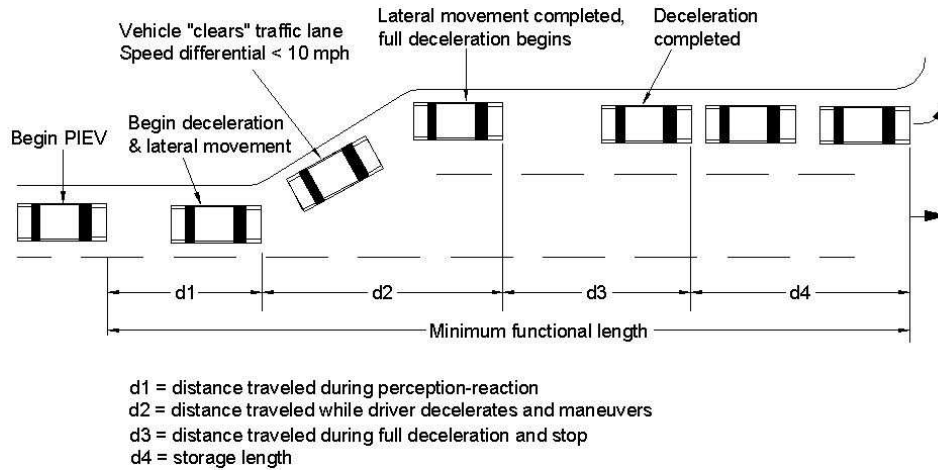 Vehicle "clears" traffic lane
Speed differential < 10 mph
Lateral movement completed,
full deceleration begins
Deceleration
completed
Begin PIEV
Begin deceleration
& lateral movement
d1
d2
d3
d4
Minimum functional length
d1 = distance traveled during perception-reaction
d2 = distance traveled while driver decelerates and maneuvers
d3 = distance traveled during full deceleration and stop
d4 = storage length